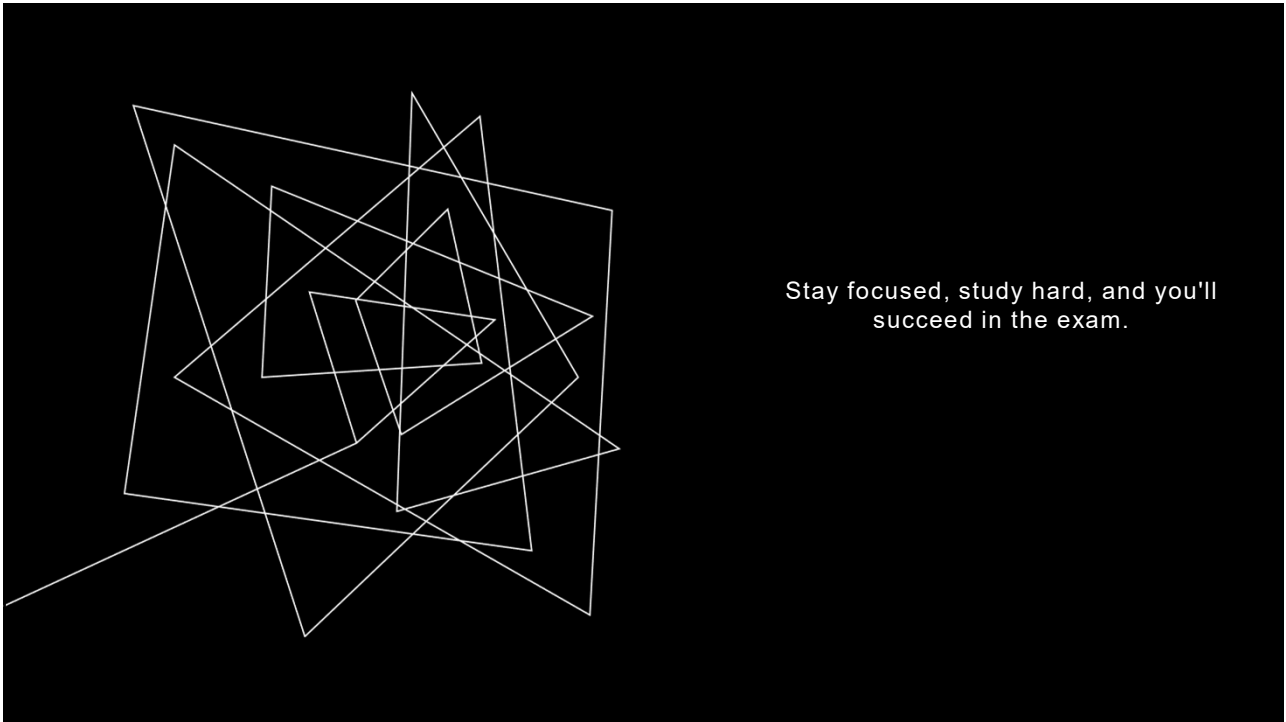 Stay focused, study hard, and you'll
succeed in the exam.